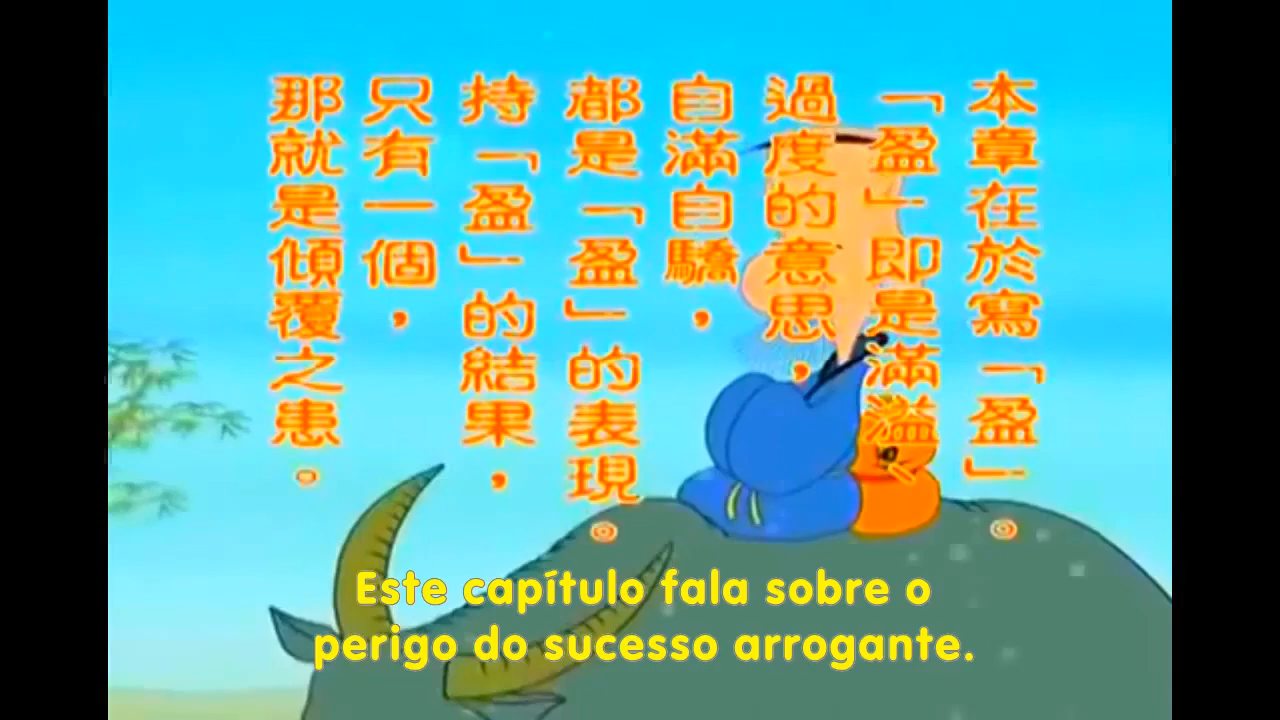 本章在於寫「盈」。
「盈」即是滿溢、
過度的意思，
自滿自驕，
都是「盈」的表現。
持「盈」的結果，
只有一個，
那就是傾覆之患。
Este capítulo fala sobre o
perigo do sucesso arrogante.